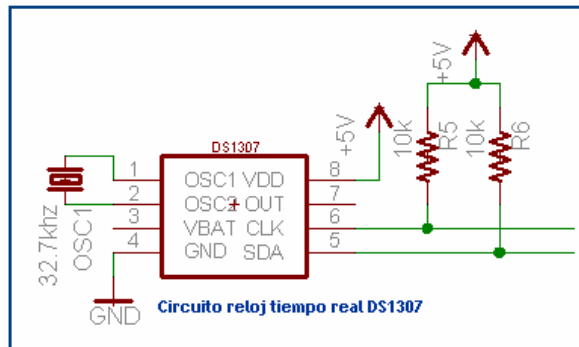 +5V
+5V
10k
R5
10k
R6
DS1307
32.7khz
OSC1
1
OSC1
VDD
8
2
OSC2
OUT
7
3
VBAT
CLK
6
4
GND
SDA
5
GND
Circuito reloj tiempo real DS1307